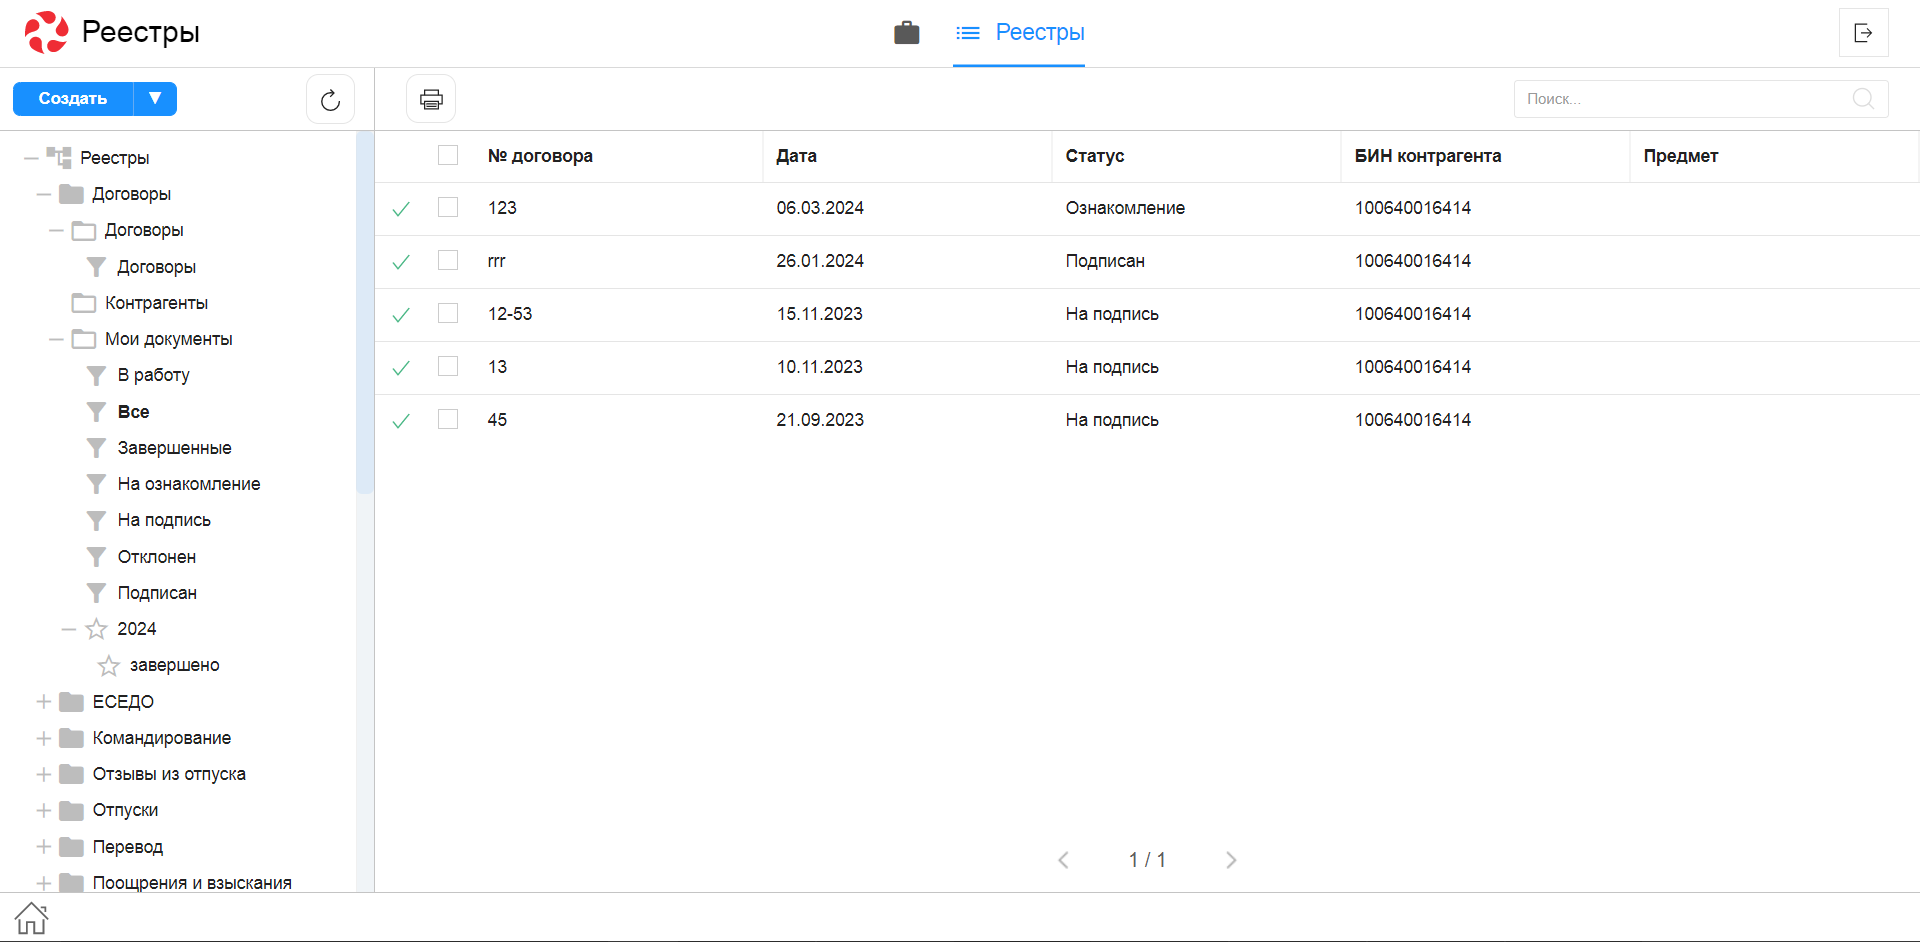 Реестры
Реестры
Создать ▼
Поиск...
Реестры
Договоры
Договоры
Договоры
Контрагенты
Мои документы
В работу
Все
Завершенные
На ознакомление
На подпись
Отклонен
Подписан
2024
завершено
ЕСЕДО
Командирование
Отзывы из отпуска
Отпуски
Перевод
Поощрения и взыскания
№ договора Дата Статус БИН контрагента Предмет
123 06.03.2024 Ознакомление 100640016414
rrr 26.01.2024 Подписан 100640016414
12-53 15.11.2023 На подпись 100640016414
13 10.11.2023 На подпись 100640016414
45 21.09.2023 На подпись 100640016414
1 / 1